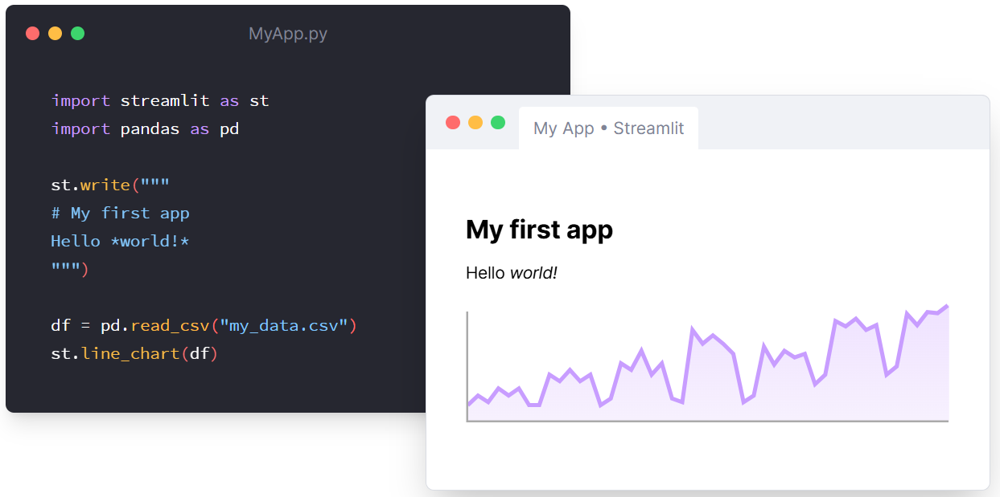 MyApp.py
import streamlit as st
import pandas as pd
st.write("""
# My first app
Hello *world!*
""")
df = pd.read_csv("my_data.csv")
st.line_chart(df)
My App • Streamlit
My first app
Hello world!